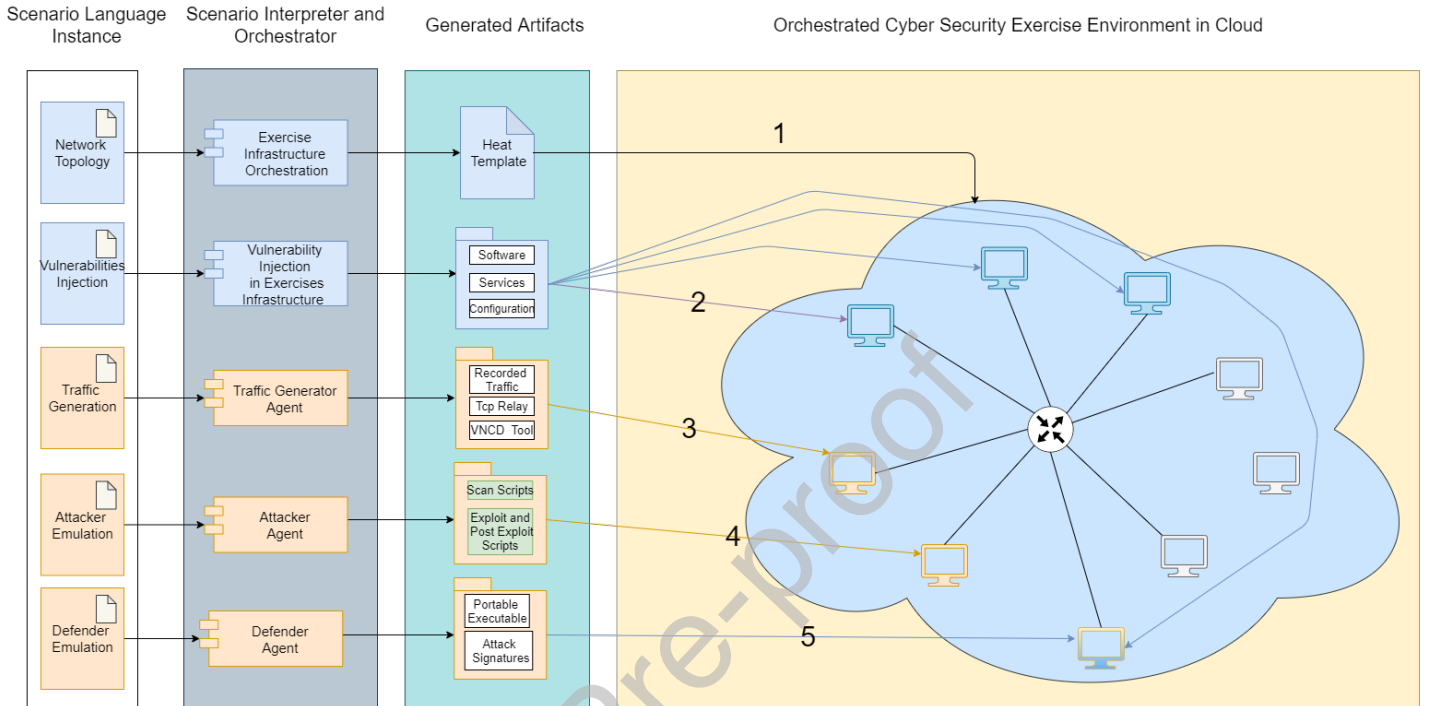 Scenario Language
Instance
Scenario Interpreter and
Orchestrator
Generated Artifacts
Orchestrated Cyber Security Exercise Environment in Cloud
Network
Topology
Exercise
Infrastructure
Orchestration
Heat
Template
1
Vulnerabilities
Injection
Vulnerability
Injection
in Exercises
Infrastructure
Software
Services
Configuration
2
Traffic
Generation
Traffic Generator
Agent
Recorded
Traffic
Tcp Relay
VNCD Tool
3
Attacker
Emulation
Attacker
Agent
Scan Scripts
Exploit and
Post Exploit
Scripts
4
Defender
Emulation
Defender
Agent
Portable
Executable
Attack
Signatures
5
Pre-proof